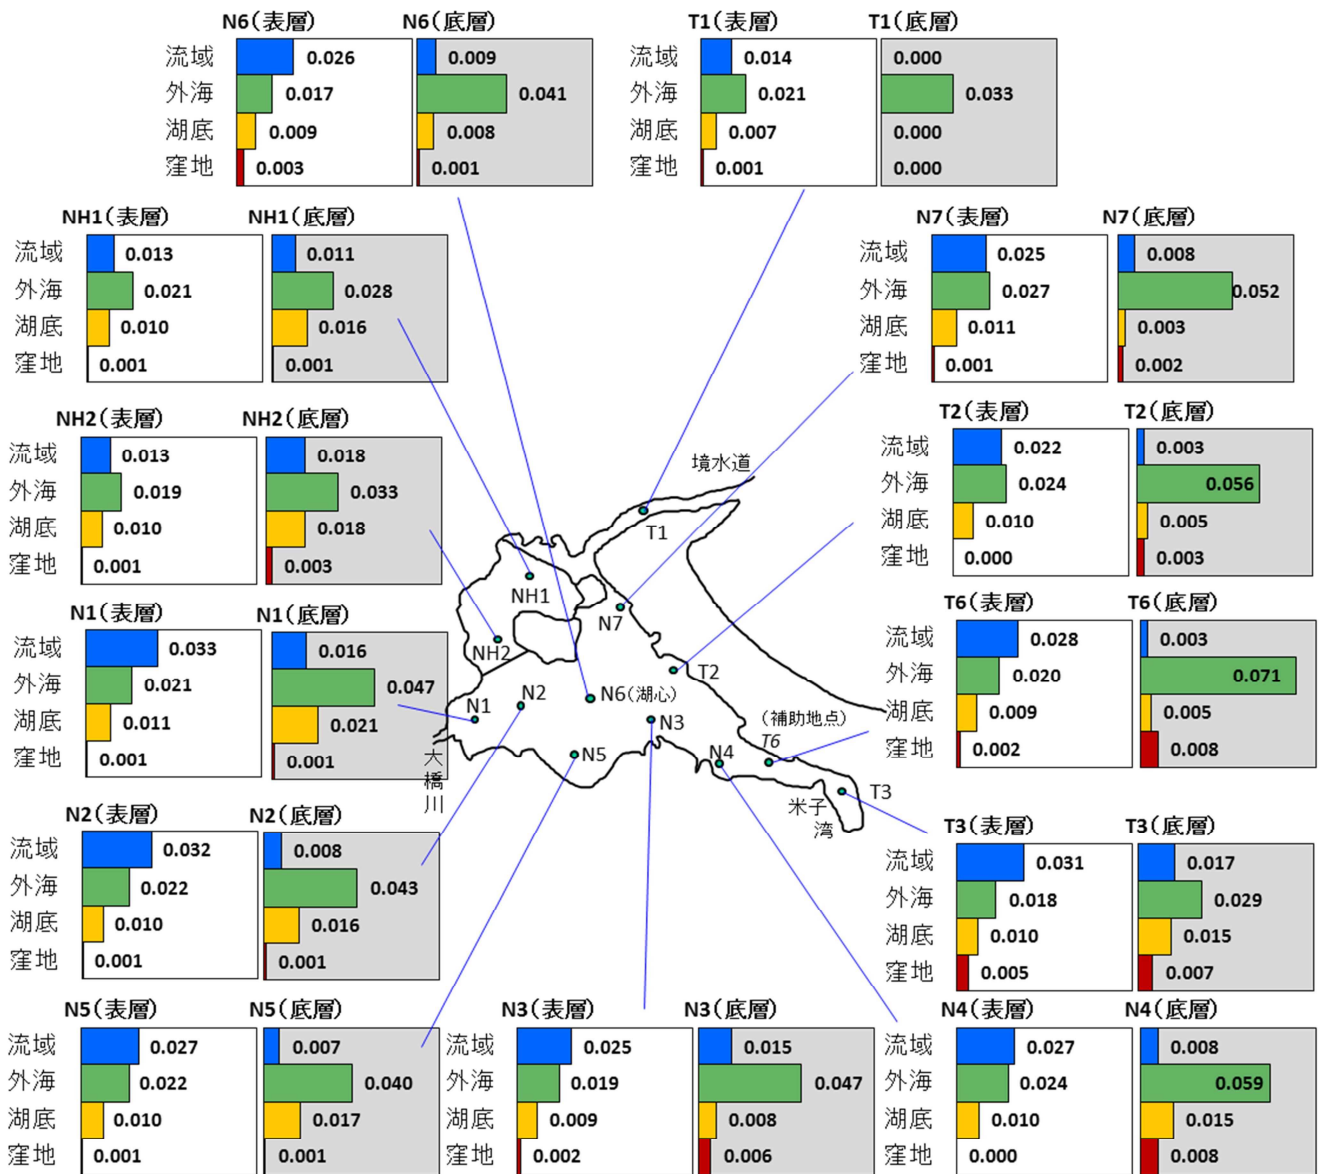 N6(表層) N6(底層)
流域 0.026 0.009
外海 0.017 0.041
湖底 0.009 0.008
窪地 0.003 0.001
T1(表層) T1(底層)
流域 0.014 0.000
外海 0.021 0.033
湖底 0.007 0.000
窪地 0.001 0.000
NH1(表層) NH1(底層)
流域 0.013 0.011
外海 0.021 0.028
湖底 0.010 0.016
窪地 0.001 0.001
N7(表層) N7(底層)
流域 0.025 0.008
外海 0.027 0.052
湖底 0.011 0.003
窪地 0.001 0.002
NH2(表層) NH2(底層)
流域 0.013 0.018
外海 0.019 0.033
湖底 0.010 0.018
窪地 0.001 0.003
T2(表層) T2(底層)
流域 0.022 0.003
外海 0.024 0.056
湖底 0.010 0.005
窪地 0.000 0.003
境水道
T1
NH1
N7
NH2
T2
N1
N2
N6(湖心)
N3
(補助地点)
T6
N5
N4
T3
大橋川
米子湾
N1(表層) N1(底層)
流域 0.033 0.016
外海 0.021 0.047
湖底 0.011 0.021
窪地 0.001 0.001
T6(表層) T6(底層)
流域 0.028 0.003
外海 0.020 0.071
湖底 0.009 0.005
窪地 0.002 0.008
N2(表層) N2(底層)
流域 0.032 0.008
外海 0.022 0.043
湖底 0.010 0.016
窪地 0.001 0.001
T3(表層) T3(底層)
流域 0.031 0.017
外海 0.018 0.029
湖底 0.010 0.015
窪地 0.005 0.007
N5(表層) N5(底層)
流域 0.027 0.007
外海 0.022 0.040
湖底 0.010 0.017
窪地 0.001 0.001
N3(表層) N3(底層)
流域 0.025 0.015
外海 0.019 0.047
湖底 0.009 0.008
窪地 0.002 0.006
N4(表層) N4(底層)
流域 0.027 0.008
外海 0.024 0.059
湖底 0.010 0.015
窪地 0.000 0.008